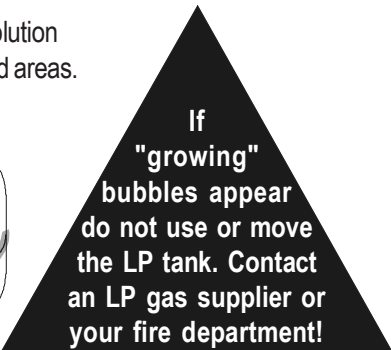 d areas.
If
"growing"
bubbles appear
do not use or move
the LP tank. Contact
an LP gas supplier or
your fire department!